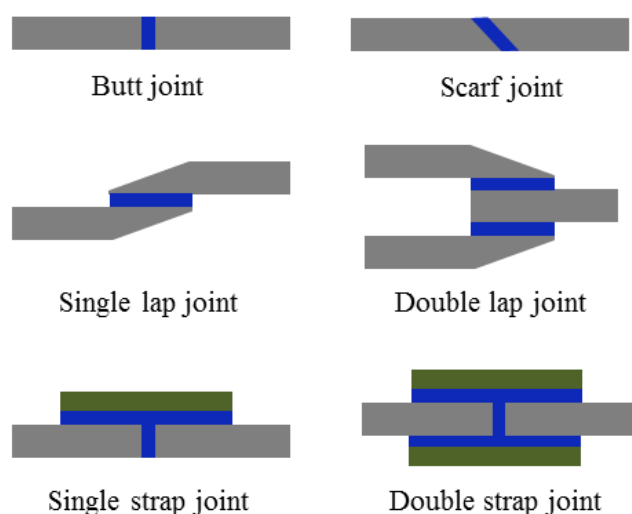 Butt joint
Scarf joint
Single lap joint
Double lap joint
Single strap joint
Double strap joint